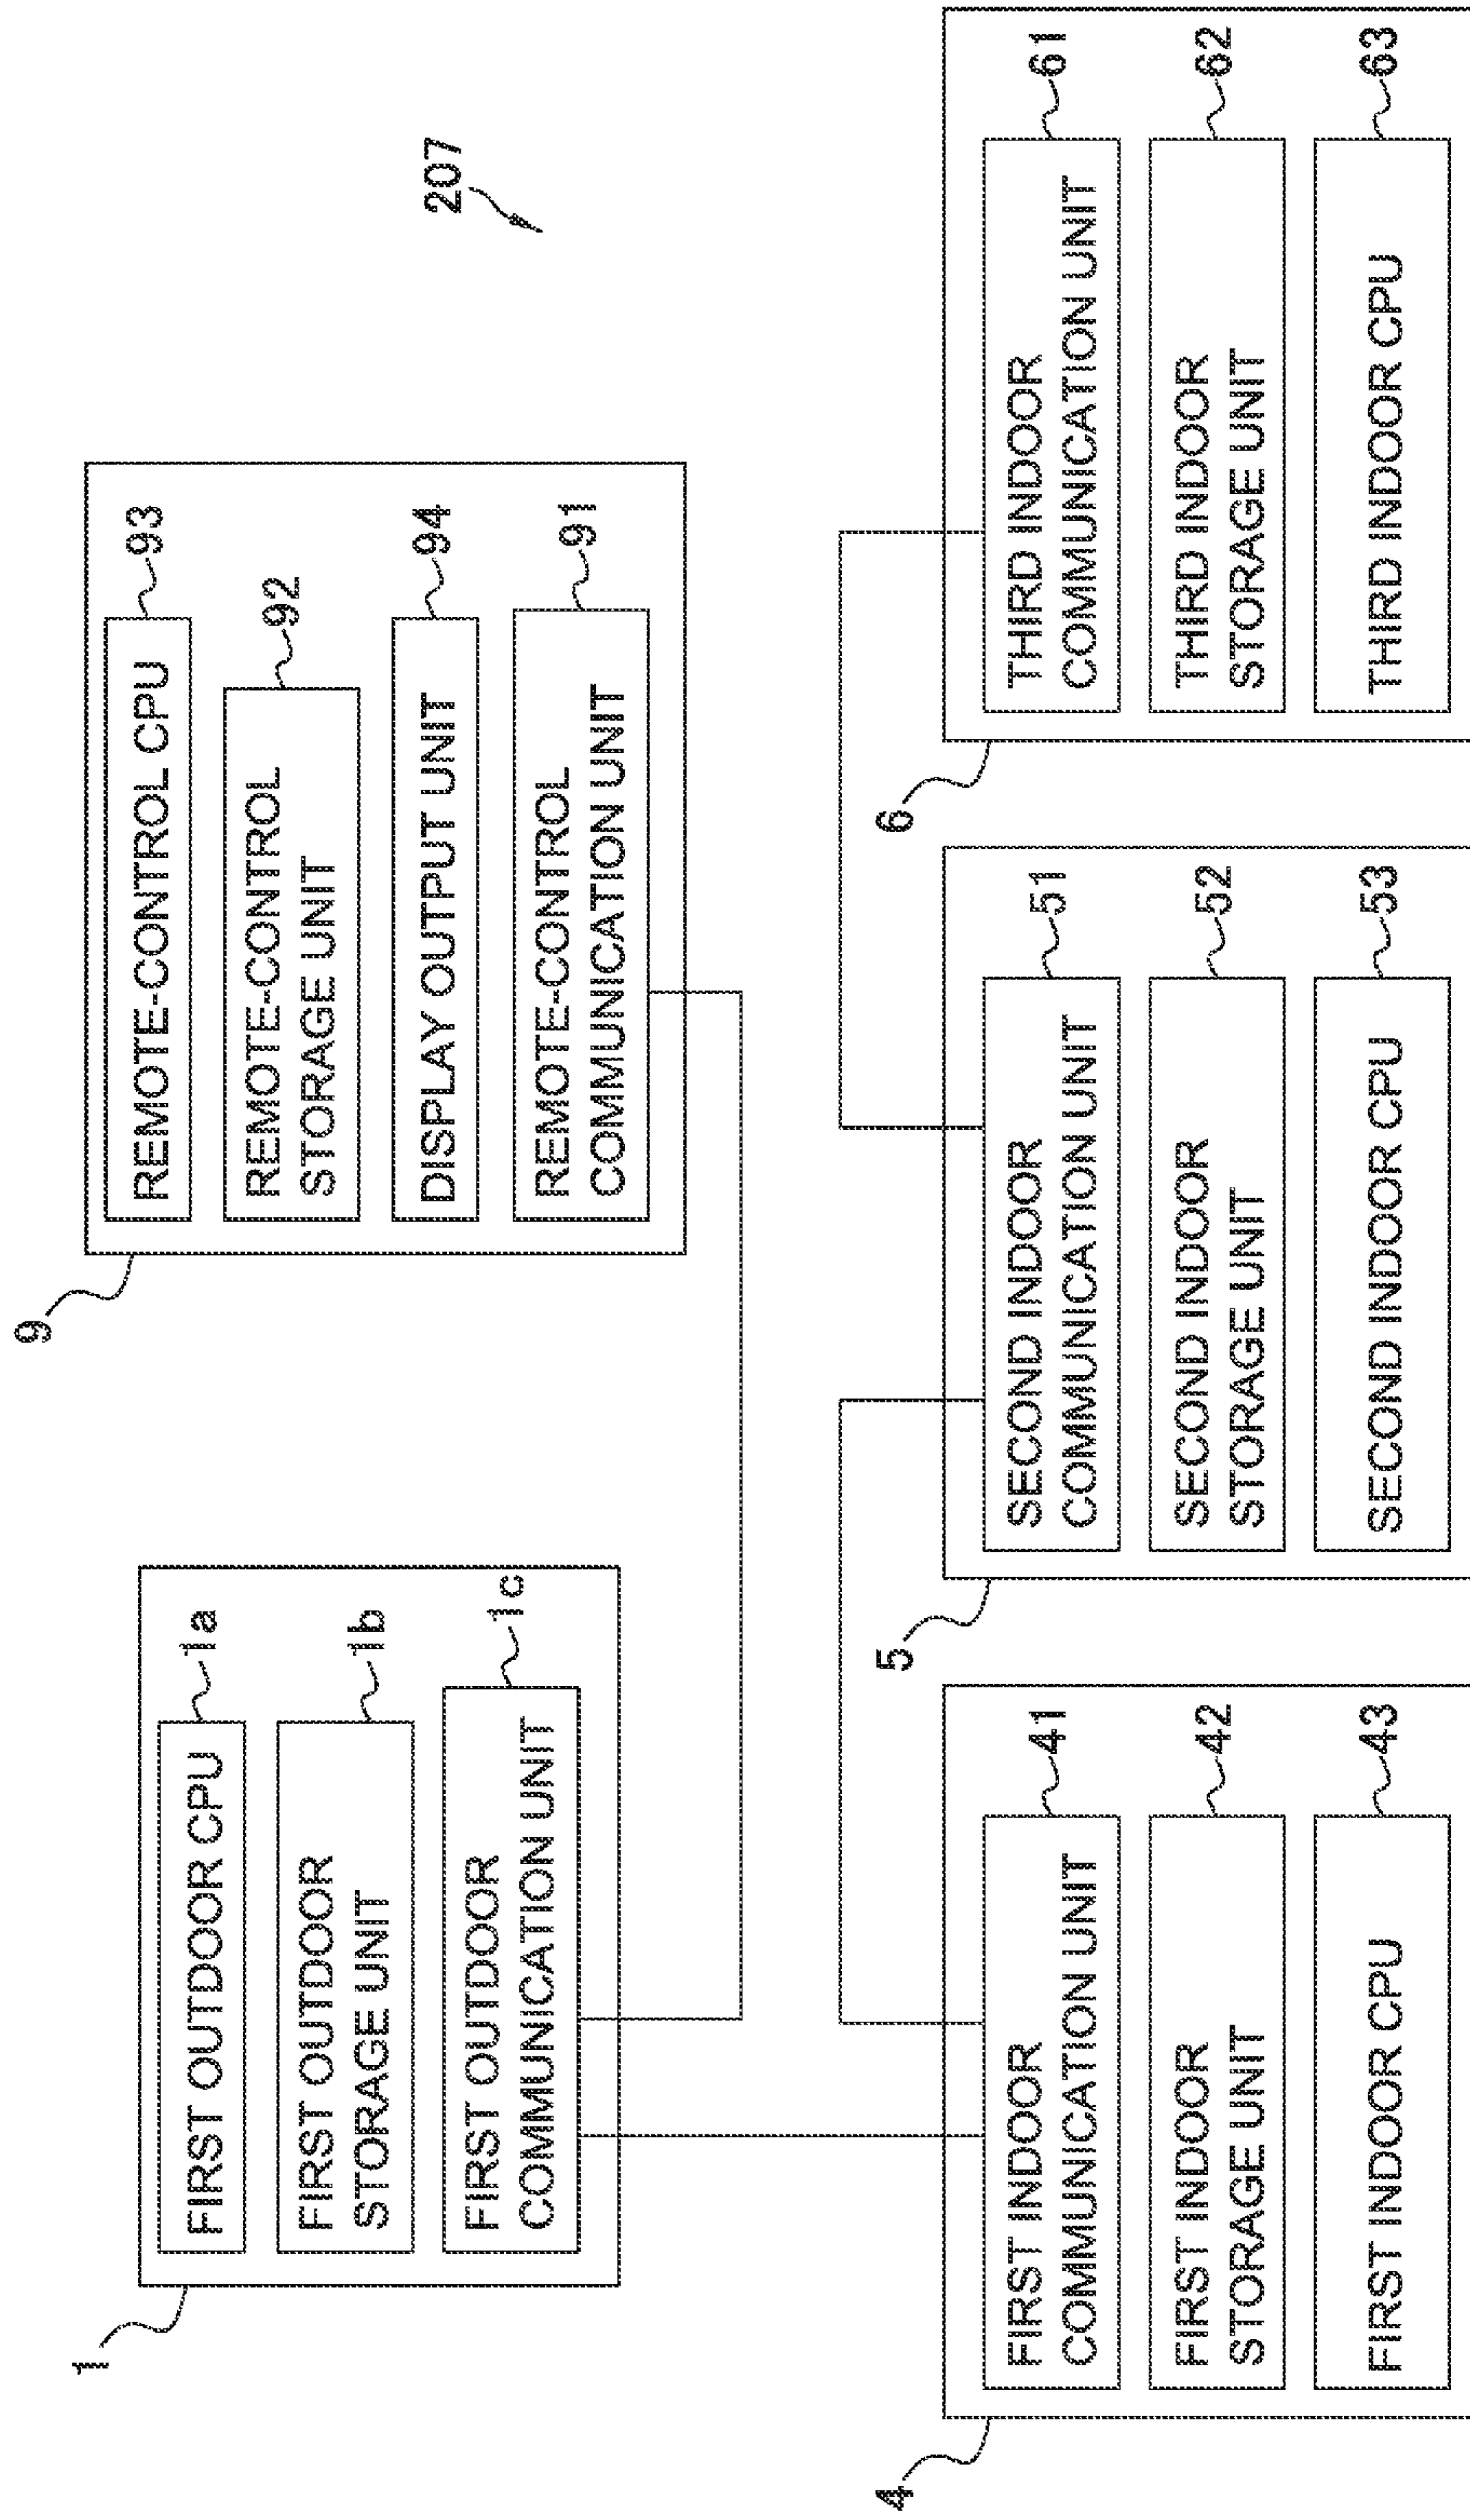 207
1
FIRST OUTDOOR CPU
1a
FIRST OUTDOOR
STORAGE UNIT
1b
FIRST OUTDOOR
COMMUNICATION UNIT
1c
9
REMOTE-CONTROL CPU
93
REMOTE-CONTROL
STORAGE UNIT
92
DISPLAY OUTPUT UNIT
94
REMOTE-CONTROL
COMMUNICATION UNIT
91
4
FIRST INDOOR
COMMUNICATION UNIT
41
FIRST INDOOR
STORAGE UNIT
42
FIRST INDOOR CPU
43
5
SECOND INDOOR
COMMUNICATION UNIT
51
SECOND INDOOR
STORAGE UNIT
52
SECOND INDOOR CPU
53
6
THIRD INDOOR
COMMUNICATION UNIT
61
THIRD INDOOR
STORAGE UNIT
62
THIRD INDOOR CPU
63